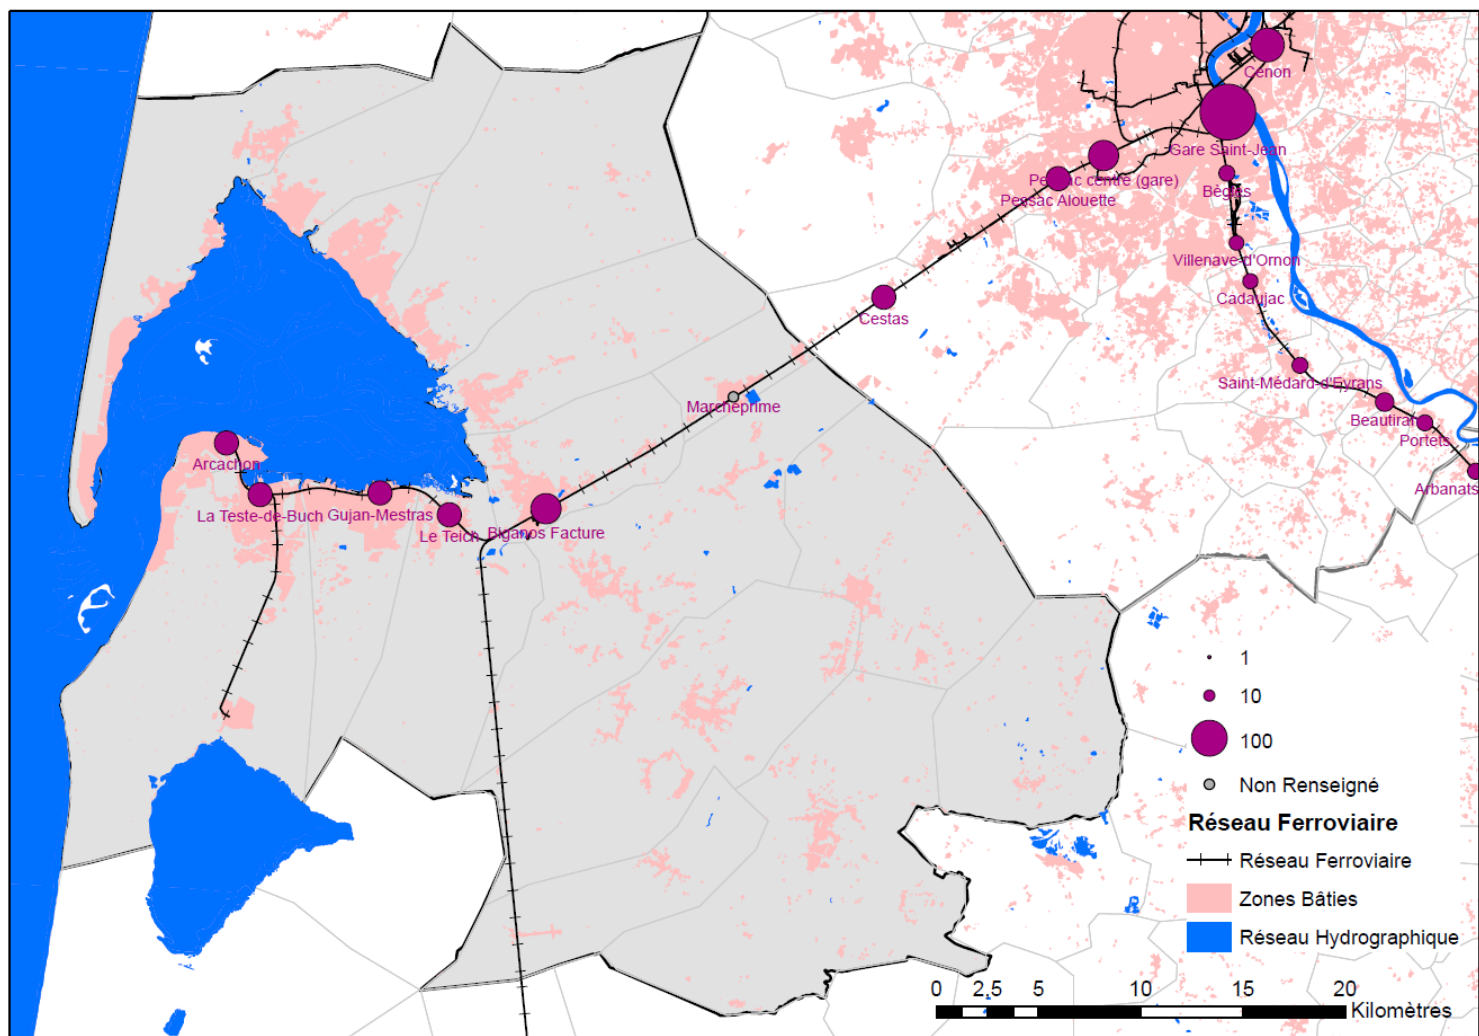 Cenon
Gare Saint-Jean
Pessac centre (gare)
Pessac Alouette
Bègles
Villenave-d'Ornon
Cadaujac
Cestas
Saint-Médard-d'Eyrans
Marcheprime
Beautiran
Portets
Arcachon
Arbanats
La Teste-de-Buch
Gujan-Mestras
Le Teich
Biganos Facture
1
10
100
Non Renseigné
Réseau Ferroviaire
Réseau Ferroviaire
Zones Bâties
Réseau Hydrographique
0 2,5 5 10 15 20
Kilomètres